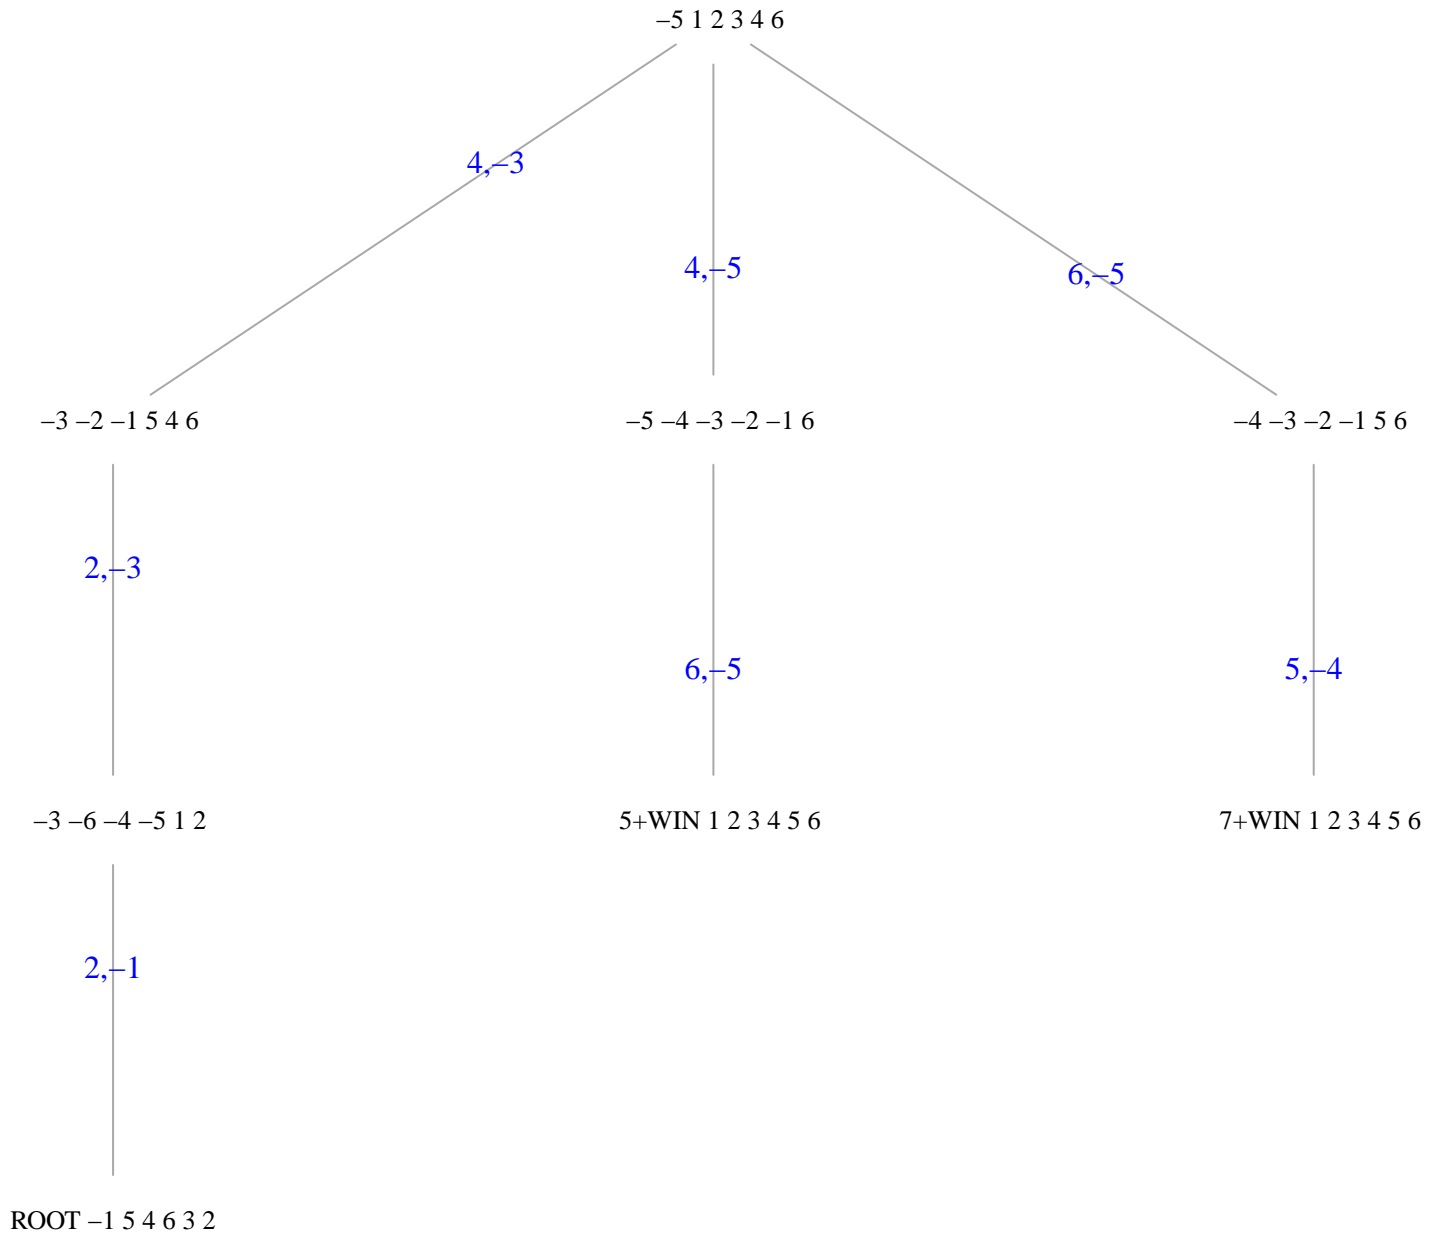 –5 1 2 3 4 6
4,–3
4,–5
6,–5
–3 –2 –1 5 4 6
–5 –4 –3 –2 –1 6
–4 –3 –2 –1 5 6
2,–3
6,–5
5,–4
–3 –6 –4 –5 1 2
5+WIN 1 2 3 4 5 6
7+WIN 1 2 3 4 5 6
2,–1
ROOT –1 5 4 6 3 2